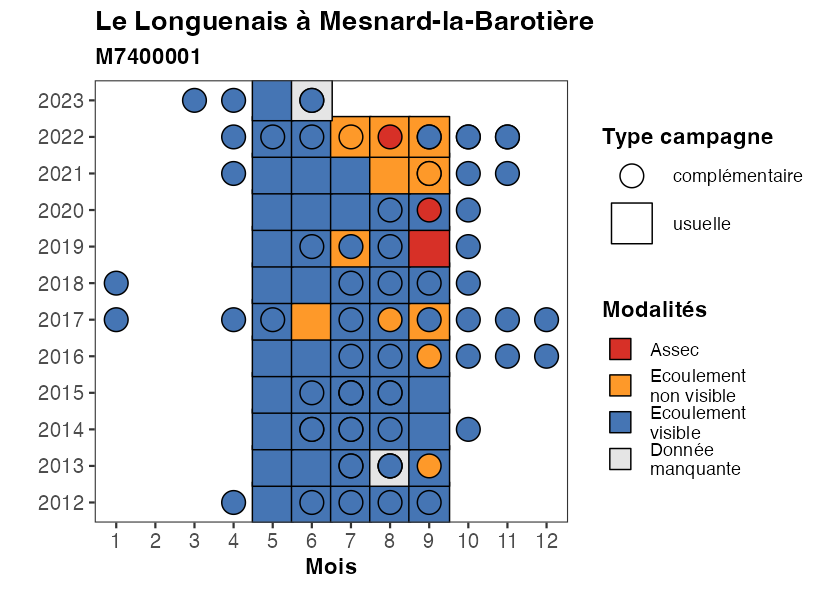 Le Longuenais à Mesnard-la-Barotière
M7400001
2023
2022
2021
2020
2019
2018
2017
2016
2015
2014
2013
2012
1 2 3 4 5 6 7 8 9 10 11 12
Mois
Type campagne
complémentaire
usuelle
Modalités
Assec
Ecoulement
non visible
Ecoulement
visible
Donnée
manquante